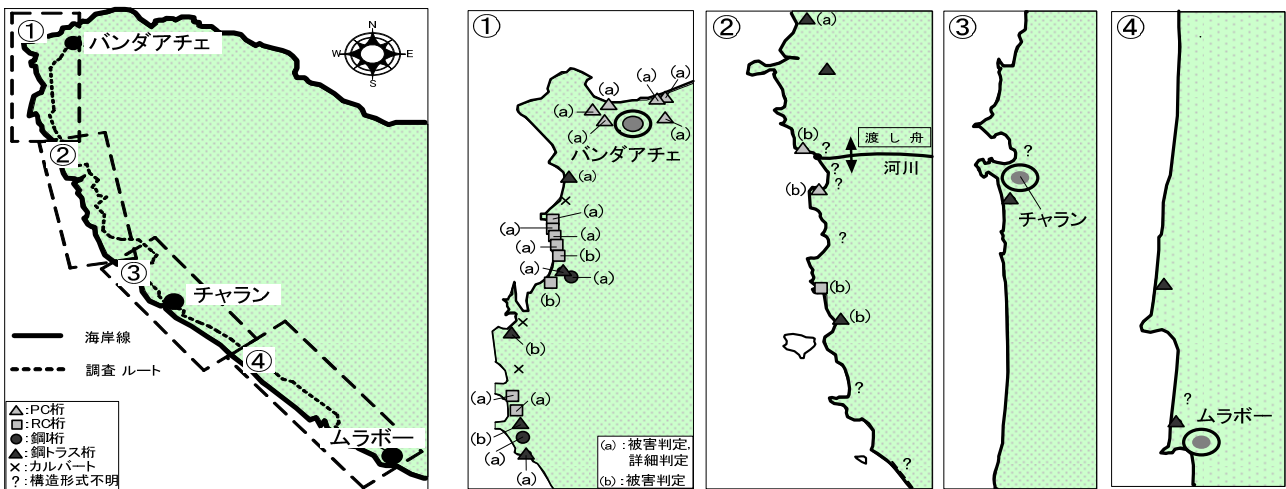 ①
バンダアチェ
N
W E
S
②
③
チャラン
④
海岸線
調査 ルート
ムラボー
△:PC桁
□:RC桁
●:鋼I桁
▲:鋼トラス桁
×:カルバート
?:構造形式不明
①
(a)
(a)
(a)
(a)
(a)
(a)
バンダアチェ
(a)
×
(a)
(a)
(a)
(a)
(b)
(a)
(a)
(b)
×
(b)
×
(a)
(a)
(b)
(a)
(a)
(a):被害判定,
詳細判定
(b):被害判定
②
(a)
(b)
?
渡し舟
?
河川
(b)
?
?
(b)
(b)
?
?
③
?
チャラン
④
?
ムラボー